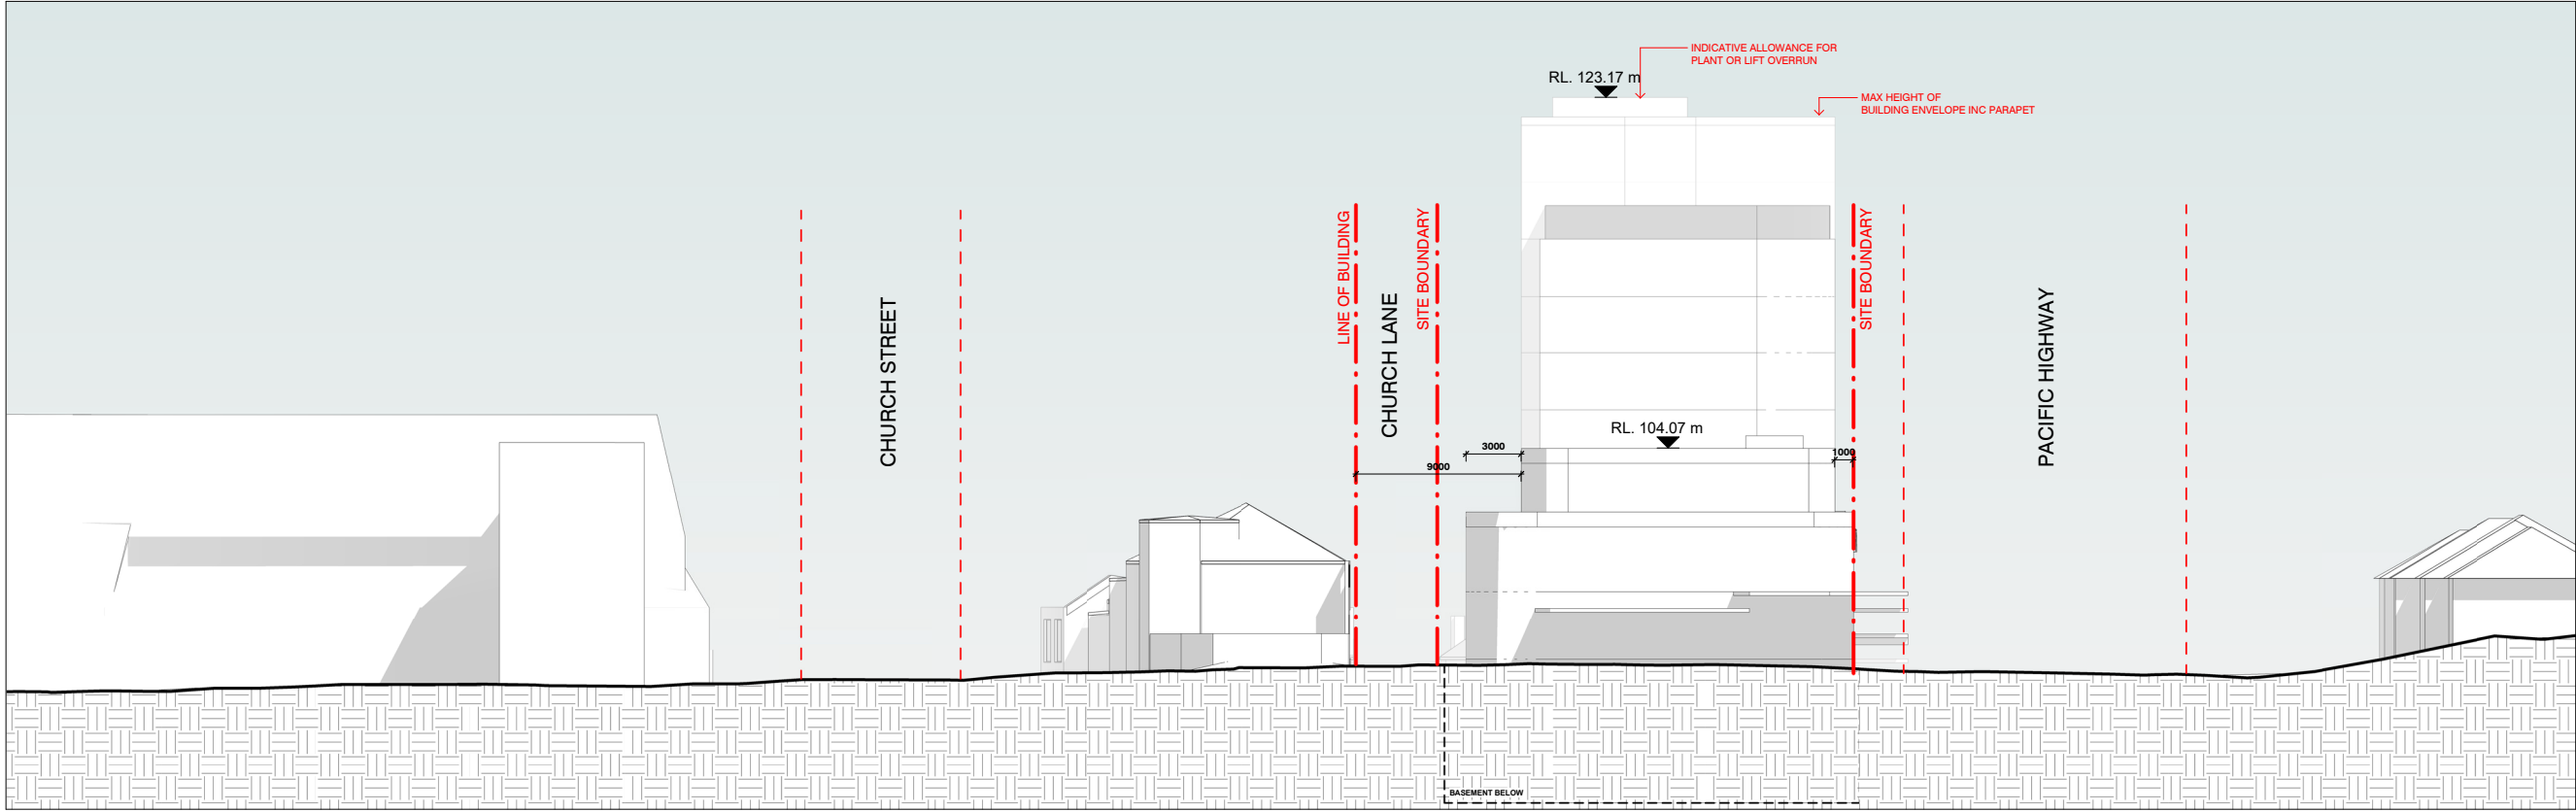 INDICATIVE ALLOWANCE FOR
PLANT OR LIFT OVERRUN
RL. 123.17 m
MAX HEIGHT OF
BUILDING ENVELOPE INC PARAPET
CHURCH STREET
LINE OF BUILDING
CHURCH LANE
SITE BOUNDARY
SITE BOUNDARY
PACIFIC HIGHWAY
RL. 104.07 m
3000
1000
9000
BASEMENT BELOW